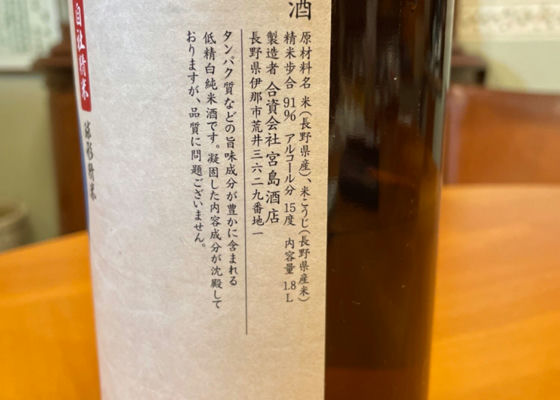 酒
原材料名 米(長野県産)、米こうじ(長野県産米)
精米歩合 91% アルコール分 15度 内容量 1.8L
製造者 合資会社 宮島酒店
長野県伊那市荒井三六二九番地一
タンパク質などの旨味成分が豊かに含まれる
低精白純米酒です。凝固した内容成分が沈殿して
おりますが、品質に問題ございません。
自社精米
扁形精米